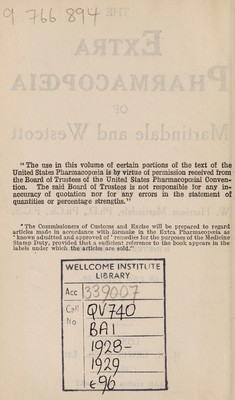 9 766 894
THE
EXTRA
PHARMACOPŒIA
OF
Martindale and Westcott
"The use in this volume of certain portions of the text of the
United States Pharmacopœia is by virtue of permission received from
the Board of Trustees of the United States Pharmacopœial Conven-
tion. The said Board of Trustees is not responsible for any in-
accuracy of quotation nor for any errors in the statement of
quantities or percentage strengths."
"The Commissioners of Customs and Excise will be prepared to regard
articles made in accordance with formulæ in the Extra Pharmacopœia as
'known admitted and approved of' remedies for the purposes of the Medicine
Stamp Duty, provided that a sufficient reference to the book appears in the
labels under which the articles are sold."
WELLCOME INSTITUTE
LIBRARY
Acc 339007
Call QV740
No BA1
1928-
1929
E96